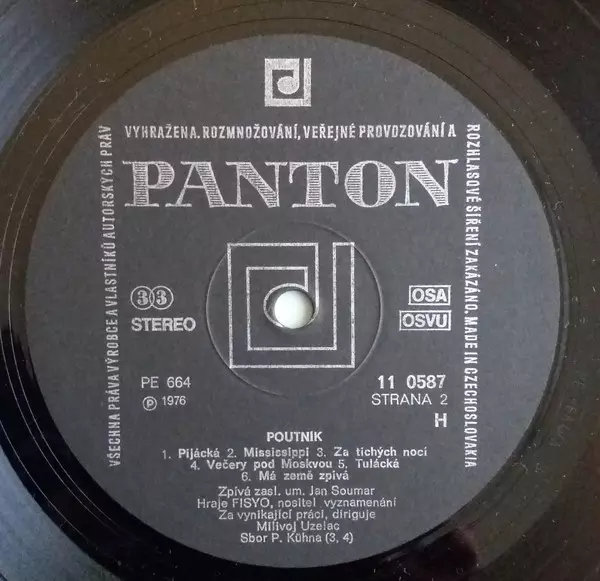 VŠECHNA PRÁVA VÝROBCE A VLASTNÍKŮ AUTORSKÝCH PRÁV
VYHRAŽENA. ROZMNOŽOVÁNÍ, VEŘEJNÉ PROVOZOVÁNÍ A
ROZHLASOVÉ ŠÍŘENÍ ZAKÁZÁNO, MADE IN CZECHOSLOVAKIA
PANTON
33
STEREO
OSA
OSVU
PE 664
℗ 1976
11 0587
STRANA 2
H
POUTNÍK
1. Pijácká 2. Mississippi 3. Za tichých nocí
4. Večery pod Moskvou 5. Tulácká
6. Má země zpívá
Zpívá zasl. um. Jan Soumar
Hraje FISYO, nositel vyznamenání
Za vynikající práci, diriguje
Milivoj Uzelac
Sbor P. Kühna (3, 4)